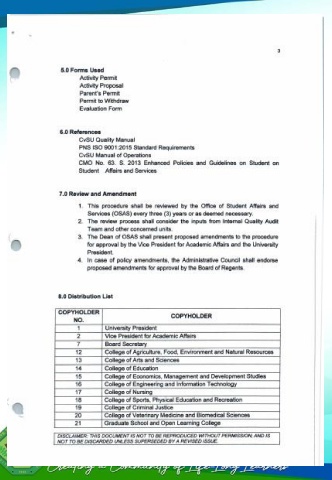 3
5.0 Forms Used
Activity Permit
Activity Proposal
Parent's Permit
Permit to Withdraw
Evaluation Form
6.0 References
CvSU Quality Manual
PNS ISO 9001:2015 Standard Requirements
CvSU Manual of Operations
CMO No. 63. S. 2013 Enhanced Policies and Guidelines on Student on
Student Affairs and Services
7.0 Review and Amendment
1. This procedure shall be reviewed by the Office of Student Affairs and
Services (OSAS) every three (3) years or as deemed necessary.
2. The review process shall consider the inputs from Internal Quality Audit
Team and other concerned units.
3. The Dean of OSAS shall present proposed amendments to the procedure
for approval by the Vice President for Academic Affairs and the University
President.
4. In case of policy amendments, the Administrative Council shall endorse
proposed amendments for approval by the Board of Regents.
8.0 Distribution List
COPYHOLDER NO. COPYHOLDER
1 University President
2 Vice President for Academic Affairs
7 Board Secretary
12 College of Agriculture, Food, Environment and Natural Resources
13 College of Arts and Sciences
14 College of Education
15 College of Economics, Management and Development Studies
16 College of Engineering and Information Technology
17 College of Nursing
18 College of Sports, Physical Education and Recreation
19 College of Criminal Justice
20 College of Veterinary Medicine and Biomedical Sciences
21 Graduate School and Open Learning College
DISCLAIMER: THIS DOCUMENT IS NOT TO BE REPRODUCED WITHOUT PERMISSION, AND IS
NOT TO BE DISCARDED UNLESS SUPERSEDED BY A REVISED ISSUE.
Creating a Community of Life-Long Learners